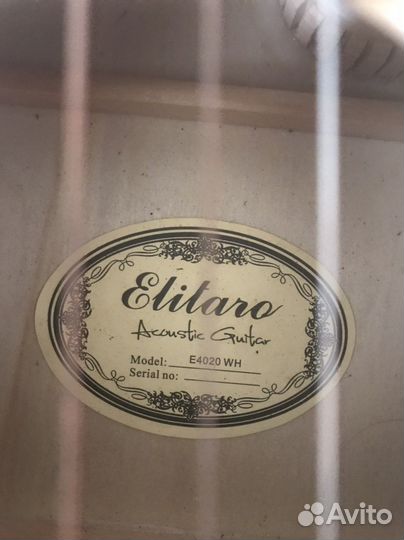 Elitaro
Acoustic Guitar
Model: E4020 WH
Serial no:
Avito